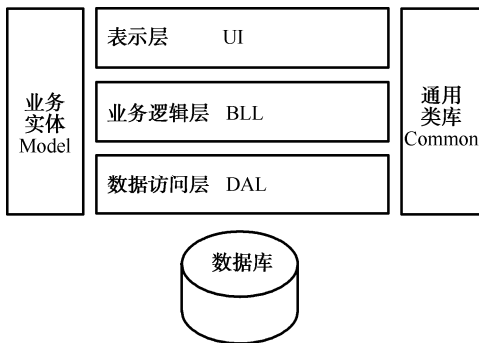 表示层 UI
业务
实体
Model
业务逻辑层 BLL
数据访问层 DAL
通用
类库
Common
数据库